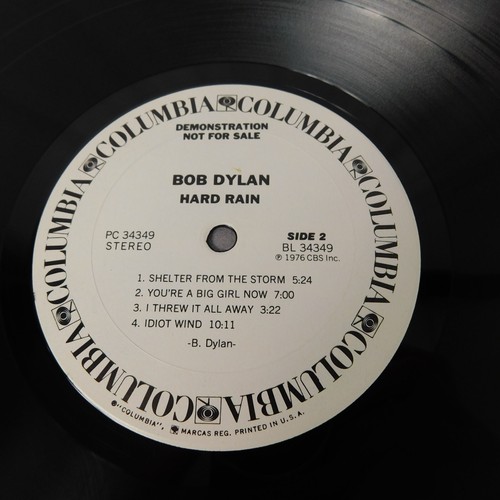 COLUMBIA COLUMBIA COLUMBIA COLUMBIA COLUMBIA COLUMBIA COLUMBIA
DEMONSTRATION
NOT FOR SALE
BOB DYLAN
HARD RAIN
PC 34349
STEREO
SIDE 2
BL 34349
℗ 1976 CBS Inc.
1. SHELTER FROM THE STORM 5:24
2. YOU'RE A BIG GIRL NOW 7:00
3. I THREW IT ALL AWAY 3:22
4. IDIOT WIND 10:11
-B. Dylan-
®"COLUMBIA", MARCAS REG. PRINTED IN U.S.A.